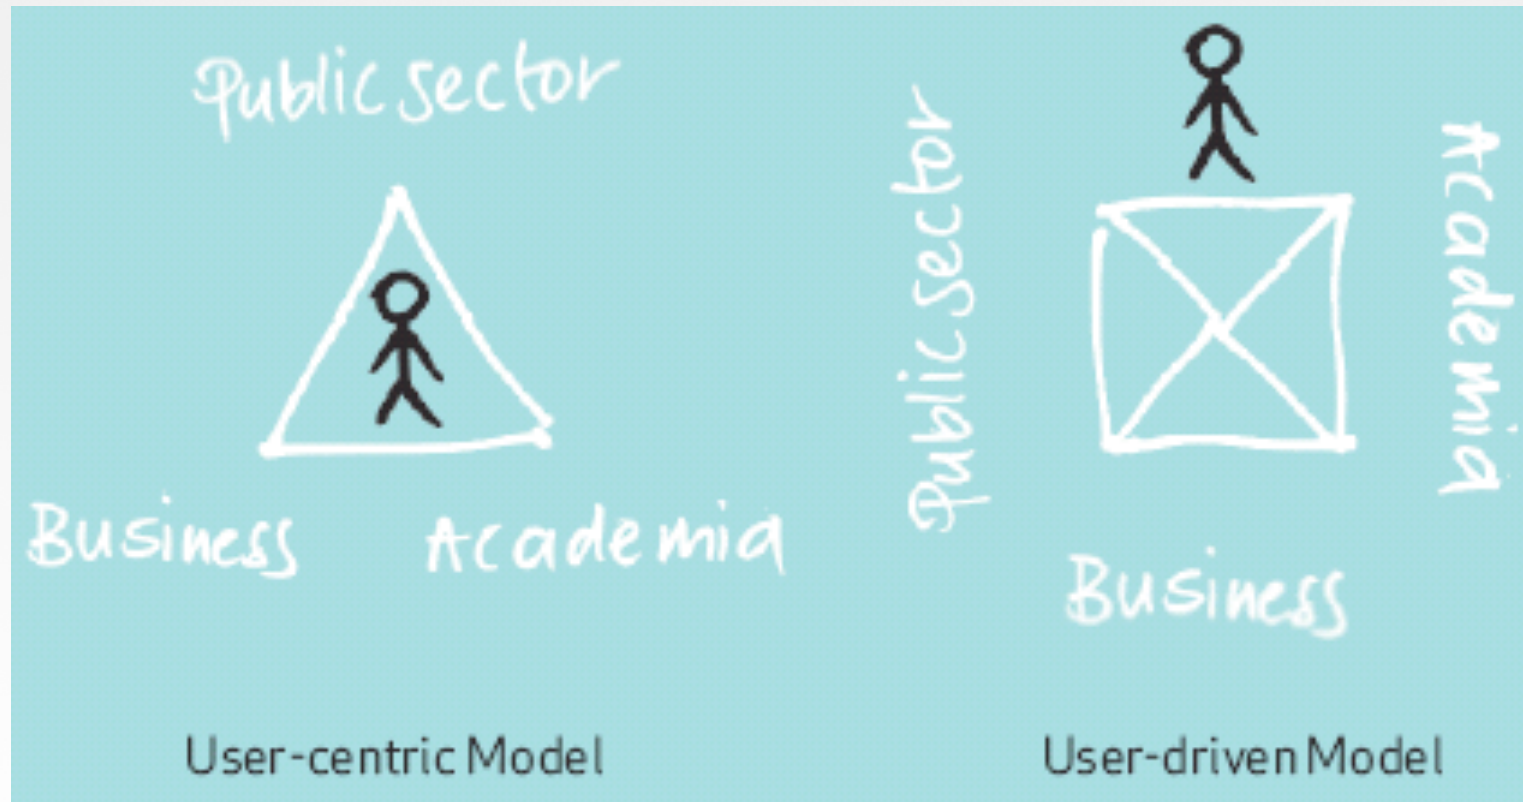 Public sector
Business
Academia
User-centric Model
Public sector
Academia
Business
User-driven Model